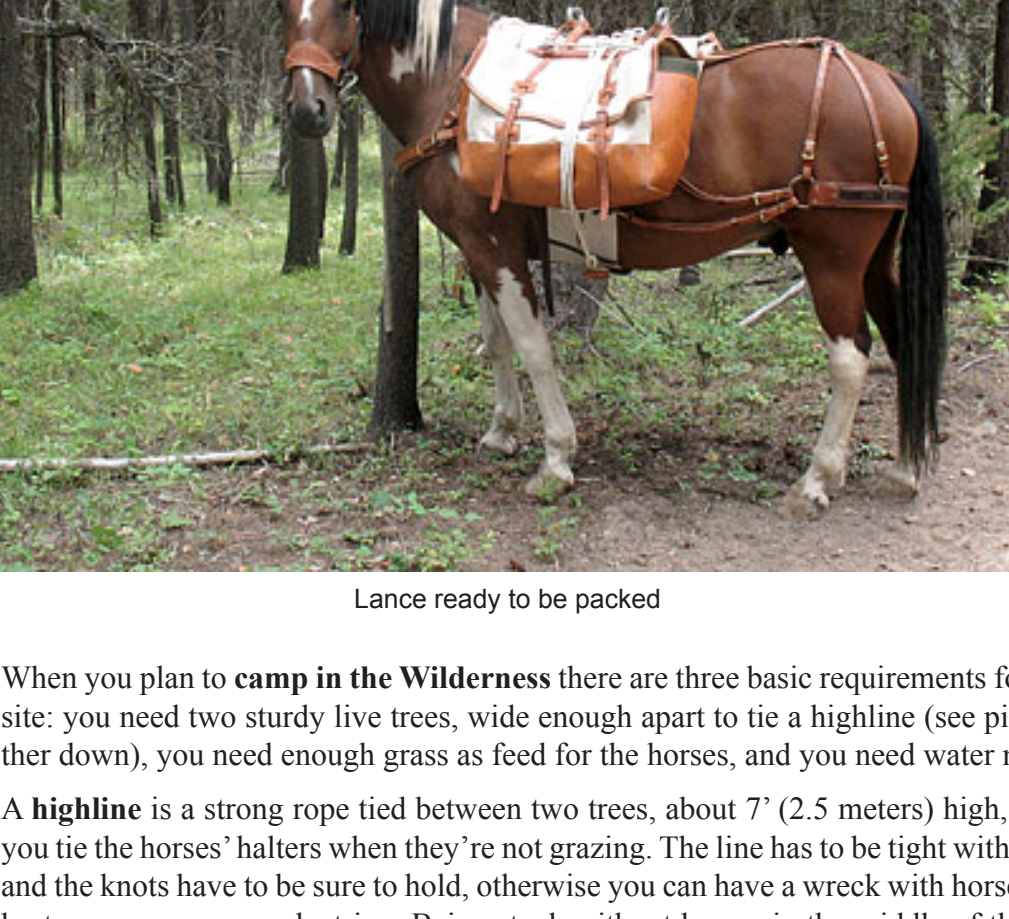 Lance ready to be packed
When you plan to camp in the Wilderness there are three basic requirements
site: you need two sturdy live trees, wide enough apart to tie a highline (see
ther down), you need enough grass as feed for the horses, and you need water
A highline is a strong rope tied between two trees, about 7’ (2.5 meters) high,
you tie the horses’ halters when they’re not grazing. The line has to be tight with
and the knots have to be sure to hold, otherwise you can have a wreck with